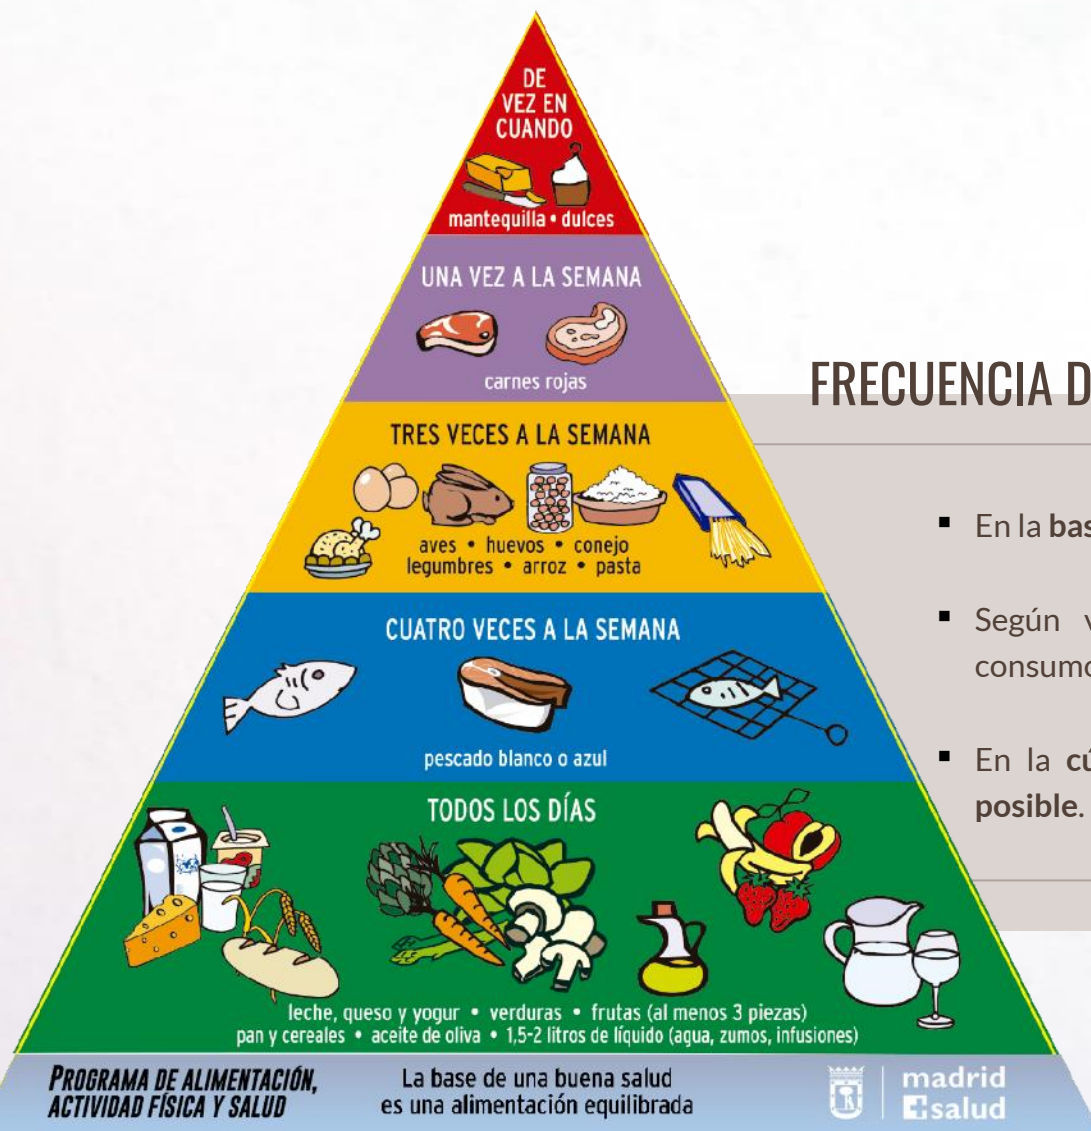 DE
VEZ EN
CUANDO
mantequilla • dulces
UNA VEZ A LA SEMANA
carnes rojas
TRES VECES A LA SEMANA
aves • huevos • conejo
legumbres • arroz • pasta
CUATRO VECES A LA SEMANA
pescado blanco o azul
TODOS LOS DÍAS
leche, queso y yogur • verduras • frutas (al menos 3 piezas)
pan y cereales • aceite de oliva • 1,5-2 litros de líquido (agua, zumos, infusiones)
PROGRAMA DE ALIMENTACIÓN,
ACTIVIDAD FÍSICA Y SALUD
La base de una buena salud
es una alimentación equilibrada
madrid
salud
FRECUENCIA
▪ En la
▪ Según
consumo
▪ En la
posible.